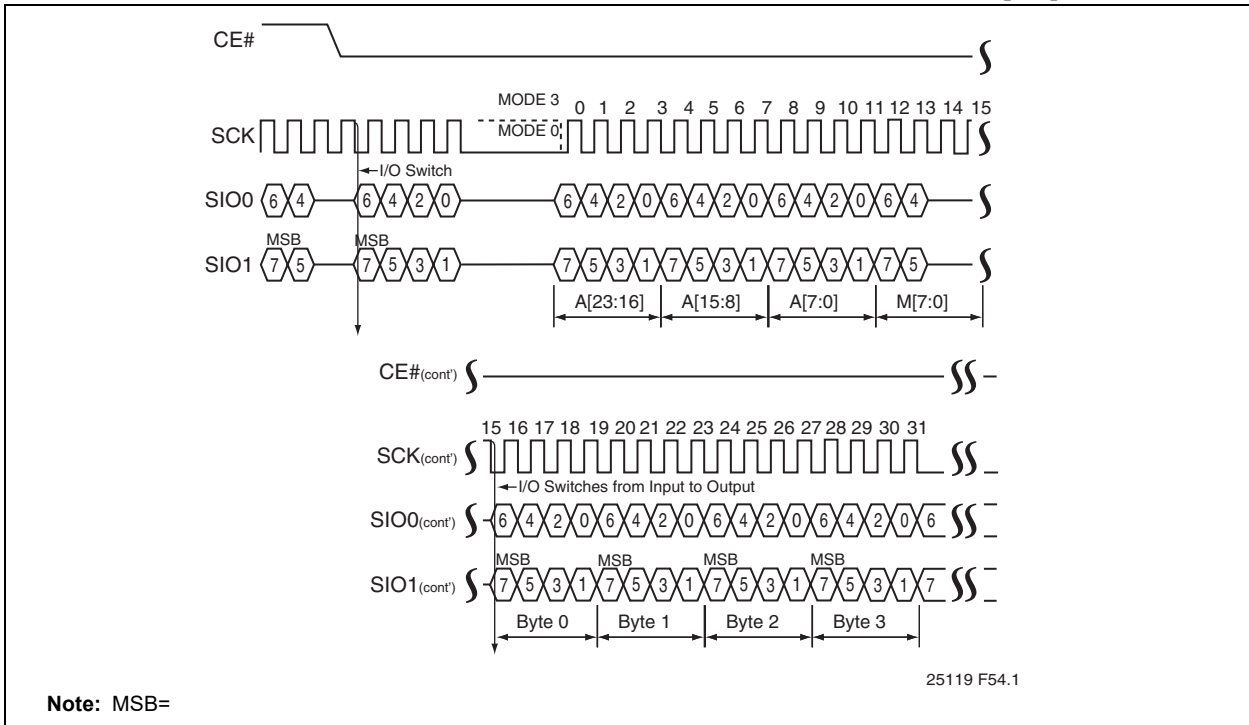 CE#
MODE 3
0 1 2 3 4 5 6 7 8 9 10 11 12 13 14 15
SCK
MODE 0
I/O Switch
SIO0 6 4 6 4 2 0 6 4 2 0 6 4 2 0 6 4 2 0 6 4
MSB MSB
SIO1 7 5 7 5 3 1 7 5 3 1 7 5 3 1 7 5 3 1 7 5
A[23:16] A[15:8] A[7:0] M[7:0]
CE#(cont')
15 16 17 18 19 20 21 22 23 24 25 26 27 28 29 30 31
SCK(cont')
I/O Switches from Input to Output
SIO0(cont') 6 4 2 0 6 4 2 0 6 4 2 0 6 4 2 0 6
MSB MSB MSB MSB
SIO1(cont') 7 5 3 1 7 5 3 1 7 5 3 1 7 5 3 1 7
Byte 0 Byte 1 Byte 2 Byte 3
25119 F54.1
Note: MSB=